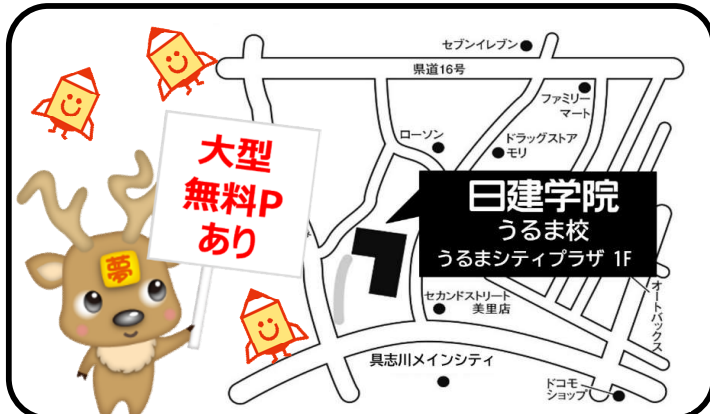 セブンイレブン
県道16号
ファミリー
マート
ローソン
ドラッグストア
モリ
大型
無料P
あり
日建学院
うるま校
うるまシティプラザ 1F
夢
オートバックス
セカンドストリート
美里店
具志川メインシティ
ドコモ
ショップ